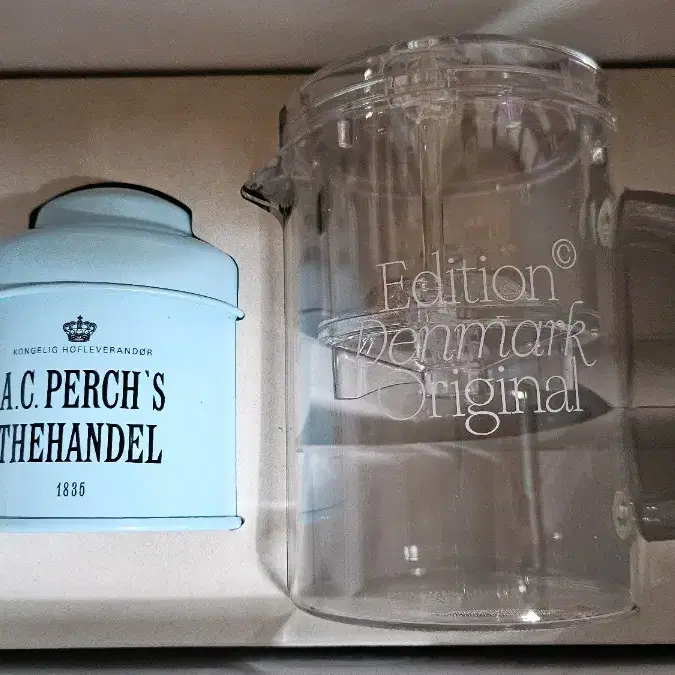 KONGELIG HOFLEVERANDØR
A.C. PERCH'S
THEHANDEL
1835
Edition©
Denmark
Original